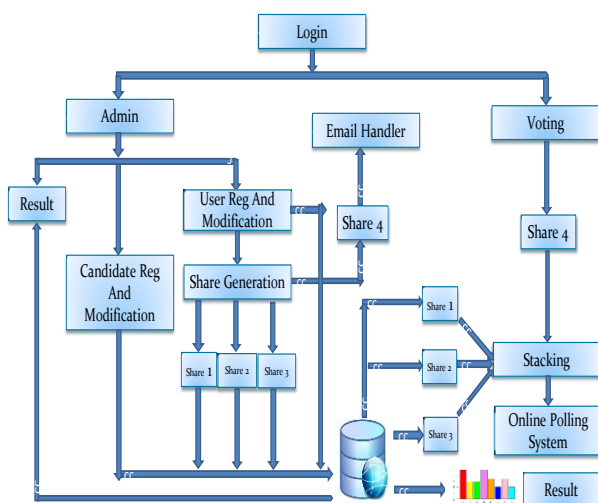 Login
Admin
Email Handler
Voting
Result
User Reg And
Modification
Share 4
Share 4
Candidate Reg
And
Modification
Share Generation
Share 1
Share 1
Share 2
Share 3
Share 2
Stacking
Share 3
Online Polling
System
Result